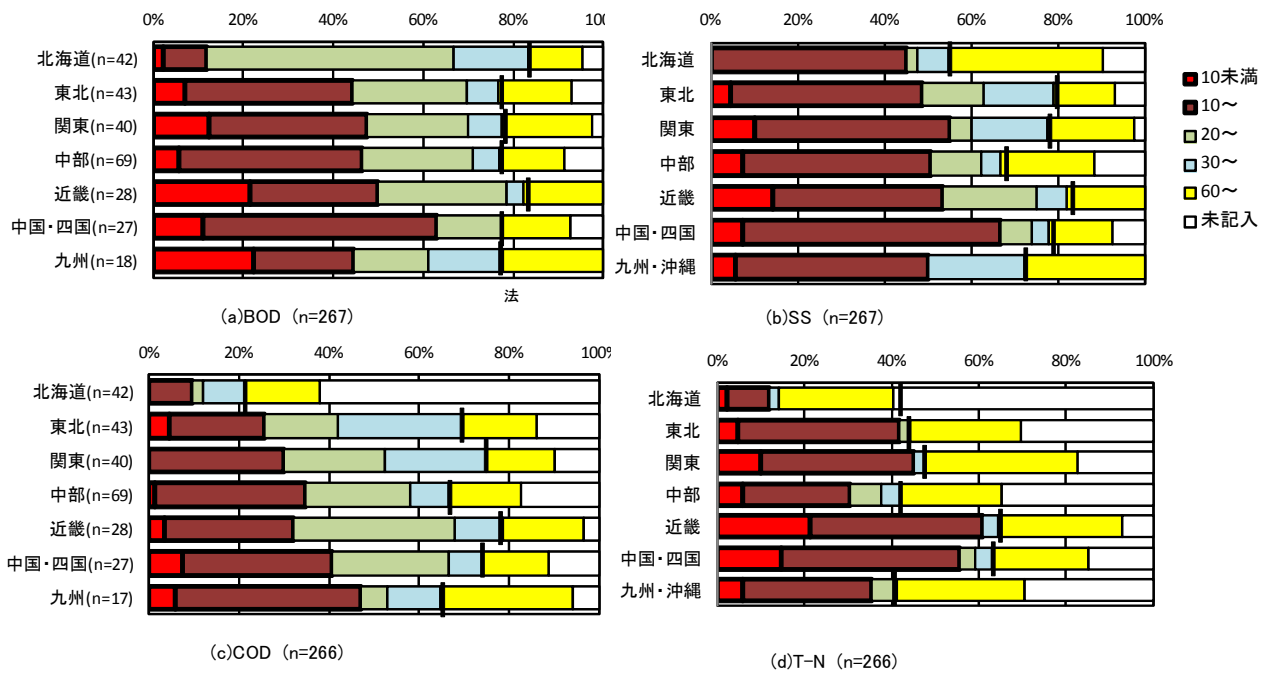 0% 20% 40% 60% 80% 100%
北海道(n=42)
東北(n=43)
関東(n=40)
中部(n=69)
近畿(n=28)
中国・四国(n=27)
九州(n=18)
法
(a)BOD (n=267)
0% 20% 40% 60% 80% 100%
北海道
東北
関東
中部
近畿
中国・四国
九州・沖縄
(b)SS (n=267)
10未満
10～
20～
30～
60～
未記入
0% 20% 40% 60% 80% 100%
北海道(n=42)
東北(n=43)
関東(n=40)
中部(n=69)
近畿(n=28)
中国・四国(n=27)
九州(n=17)
(c)COD (n=266)
0% 20% 40% 60% 80% 100%
北海道
東北
関東
中部
近畿
中国・四国
九州・沖縄
(d)T-N (n=266)